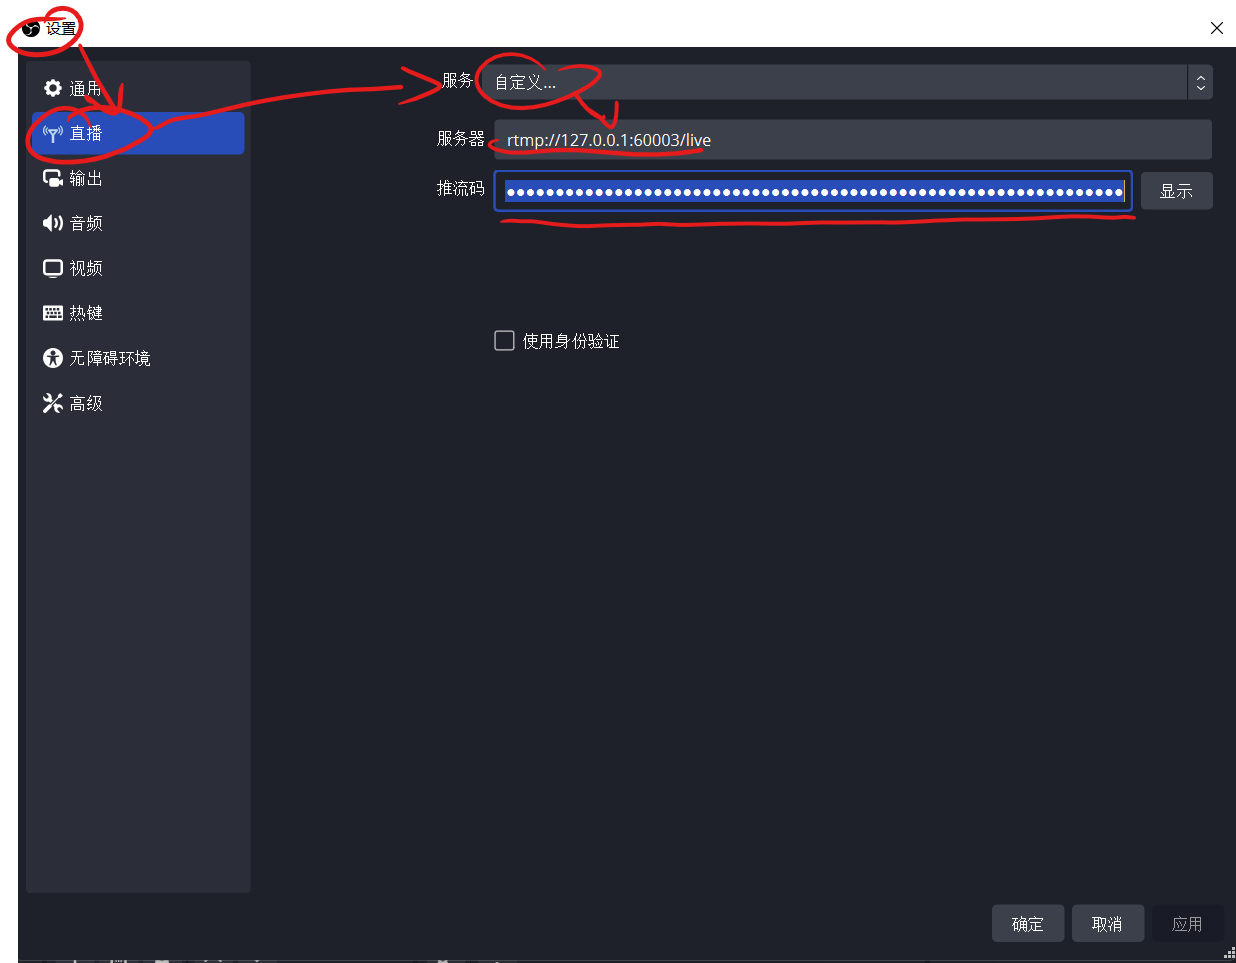 设置
通用
直播
输出
音频
视频
热键
无障碍环境
高级
服务 自定义...
服务器 rtmp://127.0.0.1:60003/live
推流码 显示
使用身份验证
确定 取消 应用